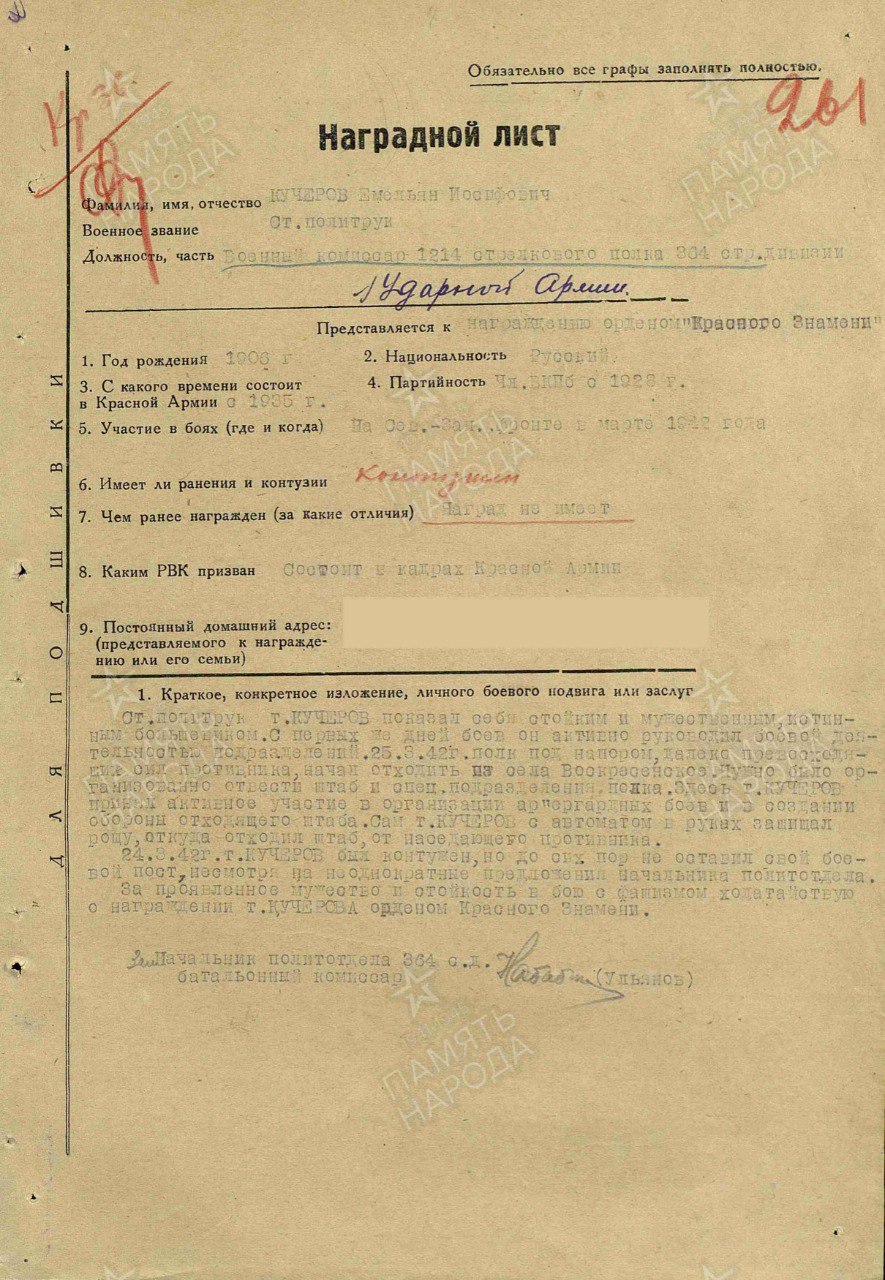 Обязательно все графы заполнять полностью.
261
Наградной лист
Фамилия, имя, отчество КУЧЕРОВ Емельян Иосифович
Военное звание Ст.политрук
Должность, часть Военный комиссар 1214 стрелкового полка 364 стр.дивизии
1 Ударной Армии.
Представляется к награждению орденом "Красного Знамени"
1. Год рождения 1906 г. 2. Национальность Русский.
3. С какого времени состоит
в Красной Армии с 1935 г. 4. Партийность Чл.ВКПб с 1928 г.
5. Участие в боях (где и когда) На Сев.-Зап. фронте в марте 1942 года
6. Имеет ли ранения и контузии
7. Чем ранее награжден (за какие отличия) Наград не имеет
8. Каким РВК призван Состоит в кадрах Красной Армии
9. Постоянный домашний адрес:
(представляемого к награжде-
нию или его семьи)
1. Краткое, конкретное изложение, личного боевого подвига или заслуг
Ст.политрук т.КУЧЕРОВ показал себя стойким и мужественным, истин-
ным большевиком. С первых же дней боев он активно руководил боевой дея-
тельностью подразделений. 25.3.42г. полк под напором, далеко превосходя-
щих сил противника, начал отходить из села Воскресенское. Нужно было ор-
ганизованно отвести штаб и спец.подразделения полка. Здесь т.КУЧЕРОВ
принял активное участие в организации арьергардных боев и в создании
обороны отходящего штаба. Сам т.КУЧЕРОВ с автоматом в руках защищал
рощу, откуда отходил штаб, от наседающего противника.
24.3.42г. т.КУЧЕРОВ был контужен, но до сих пор не оставил свой бое-
вой пост, несмотря на неоднократные предложения Начальника политотдела.
За проявленное мужество и стойкость в бою с фашизмом ходатайствую
о награждении т.КУЧЕРОВА орденом Красного Знамени.
Зам Начальник политотдела 364 с.д.
батальонный комиссар (Ульянов)
ДЛЯ ПОДШИВКИ
ПАМЯТЬ НАРОДА